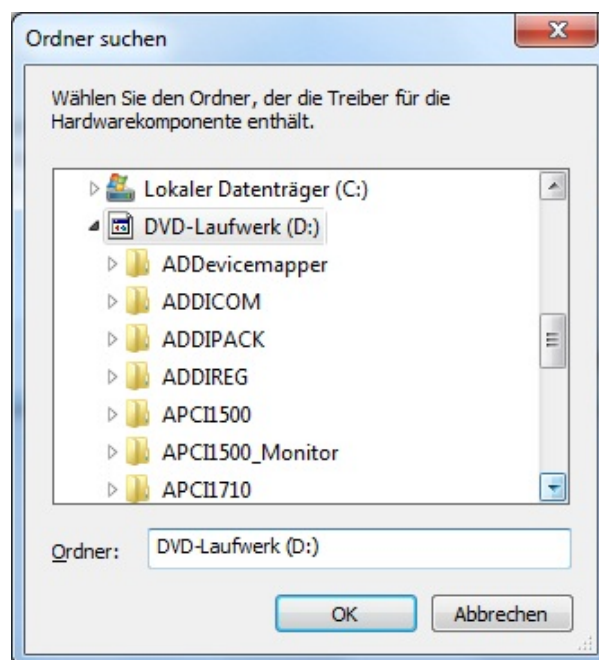 Ordner suchen
Wählen Sie den Ordner, der die Treiber für die
Hardwarekomponente enthält.
Lokaler Datenträger (C:)
DVD-Laufwerk (D:)
ADDevicemapper
ADDICOM
ADDIPACK
ADDIREG
APCI1500
APCI1500_Monitor
APCI1710
Ordner: DVD-Laufwerk (D:)
OK Abbrechen